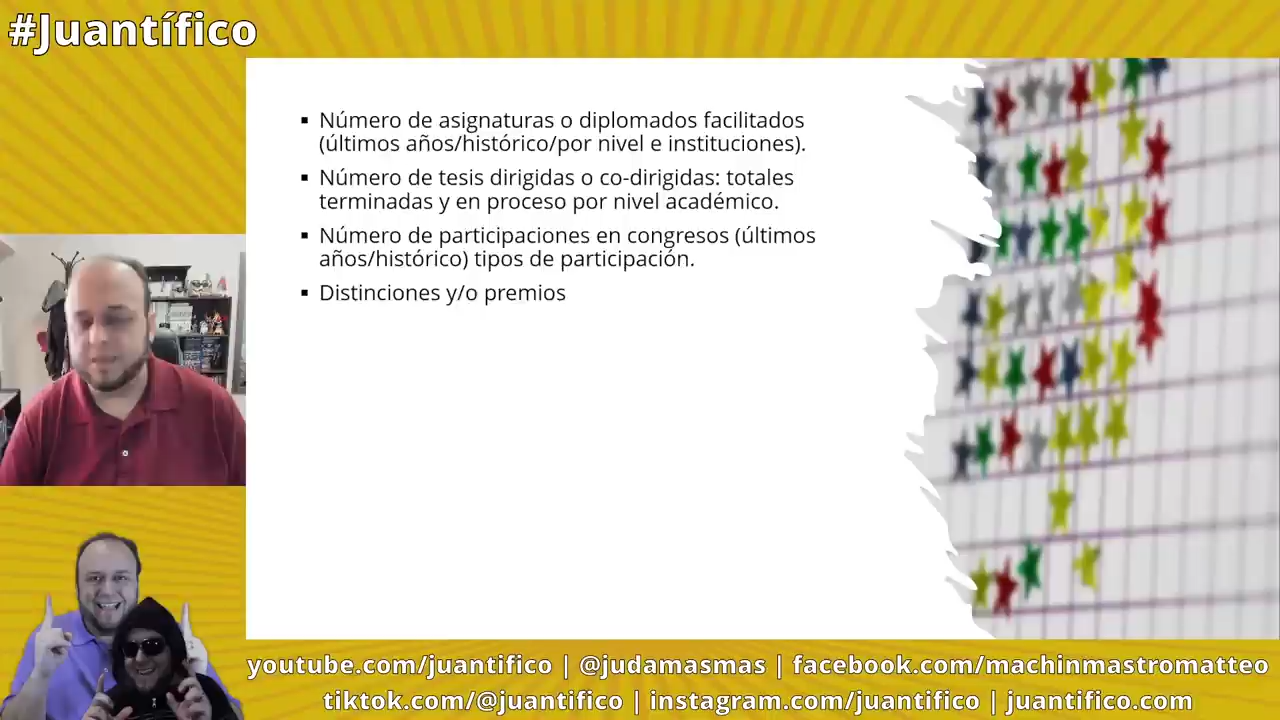 #Juantífico
▪ Número de asignaturas o diplomados facilitados
(últimos años/histórico/por nivel e instituciones).
▪ Número de tesis dirigidas o co-dirigidas: totales
terminadas y en proceso por nivel académico.
▪ Número de participaciones en congresos (últimos
años/histórico) tipos de participación.
▪ Distinciones y/o premios
youtube.com/juantifico | @judamasmas | facebook.com/machinmastromatteo
tiktok.com/@juantifico | instagram.com/juantifico | juantifico.com